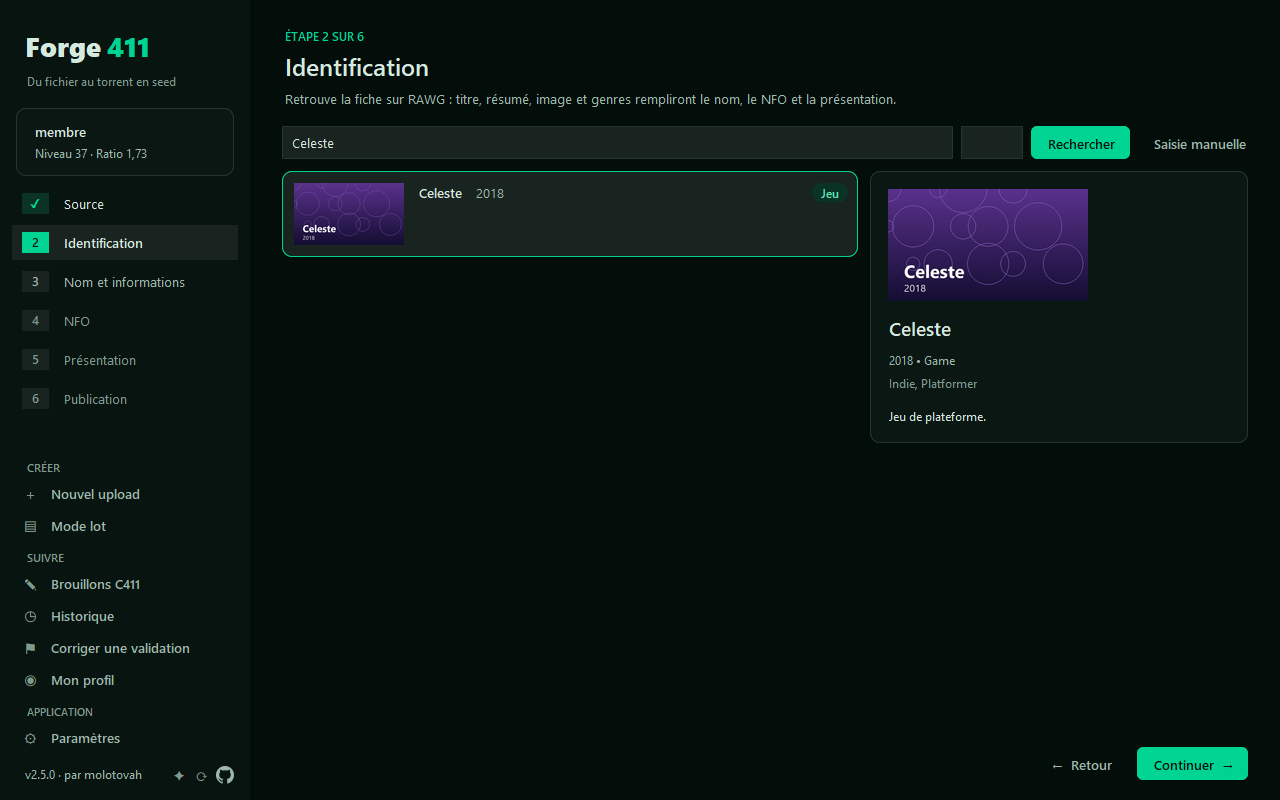 Forge 411
Du fichier au torrent en seed
membre
Niveau 37 · Ratio 1,73
✓ Source
2 Identification
3 Nom et informations
4 NFO
5 Présentation
6 Publication
CRÉER
+ Nouvel upload
Mode lot
SUIVRE
Brouillons C411
Historique
Corriger une validation
Mon profil
APPLICATION
Paramètres
v2.5.0 · par molotovah
ÉTAPE 2 SUR 6
Identification
Retrouve la fiche sur RAWG : titre, résumé, image et genres rempliront le nom, le NFO et la présentation.
Celeste
Rechercher
Saisie manuelle
Celeste
2018
Celeste 2018
Jeu
Celeste
2018
Celeste
2018 • Game
Indie, Platformer
Jeu de plateforme.
← Retour
Continuer →